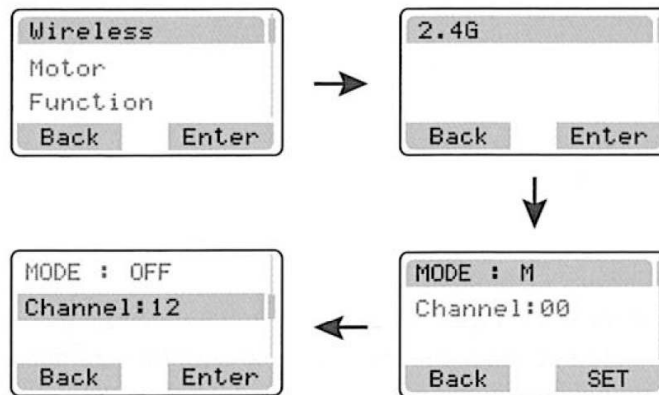 Wireless
Motor
Function
Back Enter
2.4G
Back Enter
MODE : M
Channel:00
Back SET
MODE : OFF
Channel:12
Back Enter